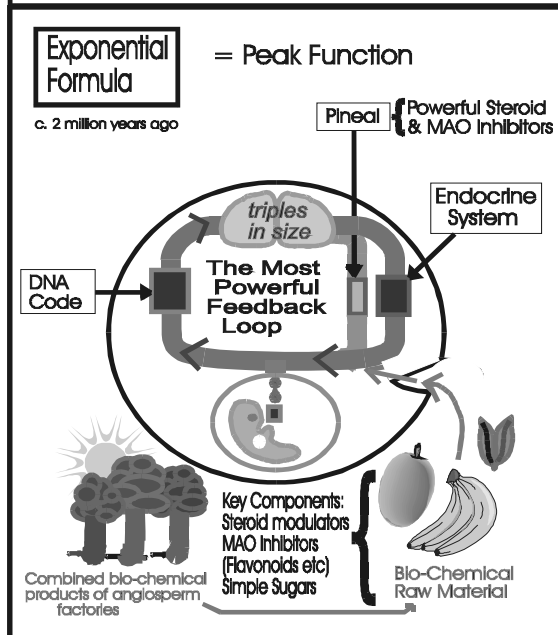 Exponential
Formula
= Peak Function
c. 2 million years ago
Pineal
Powerful Steroid
& MAO Inhibitors
Endocrine
System
triples
in size
DNA
Code
The Most
Powerful
Feedback
Loop
Key Components:
Steroid modulators
MAO Inhibitors
(Flavonoids etc)
Simple Sugars
Combined bio-chemical
products of angiosperm
factories
Bio-Chemical
Raw Material